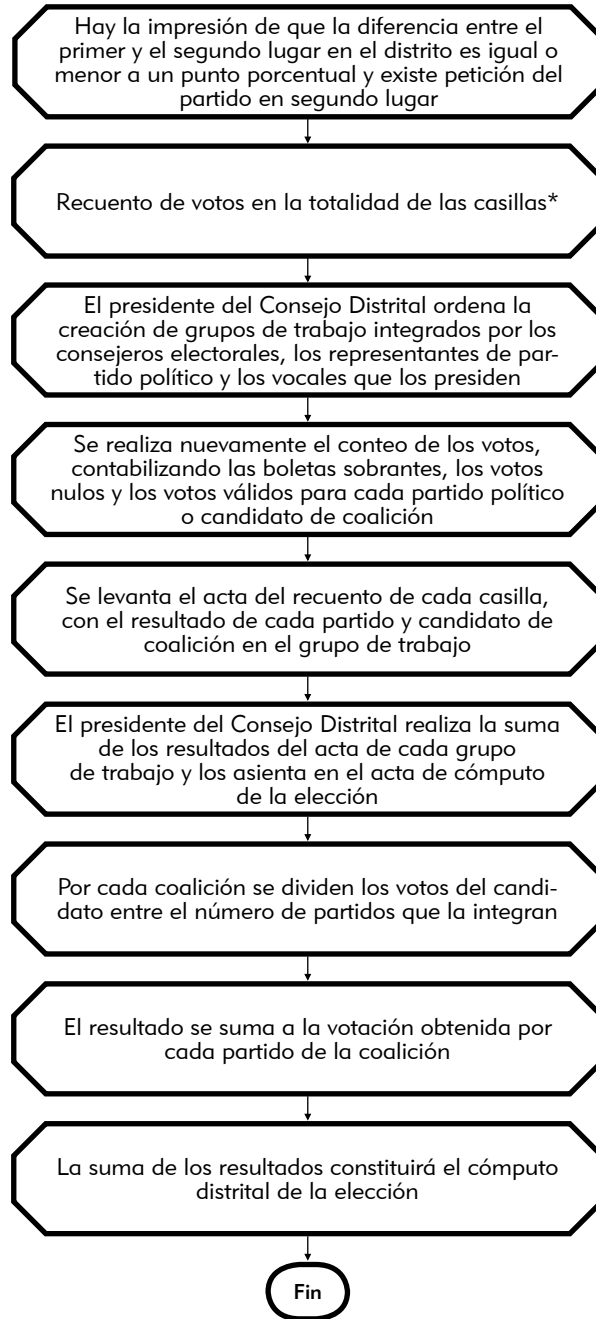 Hay la impresión de que la diferencia entre el
primer y el segundo lugar en el distrito es igual o
menor a un punto porcentual y existe petición del
partido en segundo lugar
Recuento de votos en la totalidad de las casillas*
El presidente del Consejo Distrital ordena la
creación de grupos de trabajo integrados por los
consejeros electorales, los representantes de par-
tido político y los vocales que los presiden
Se realiza nuevamente el conteo de los votos,
contabilizando las boletas sobrantes, los votos
nulos y los votos válidos para cada partido político
o candidato de coalición
Se levanta el acta del recuento de cada casilla,
con el resultado de cada partido y candidato de
coalición en el grupo de trabajo
El presidente del Consejo Distrital realiza la suma
de los resultados del acta de cada grupo
de trabajo y los asienta en el acta de cómputo
de la elección
Por cada coalición se dividen los votos del candi-
dato entre el número de partidos que la integran
El resultado se suma a la votación obtenida por
cada partido de la coalición
La suma de los resultados constituirá el cómputo
distrital de la elección
Fin